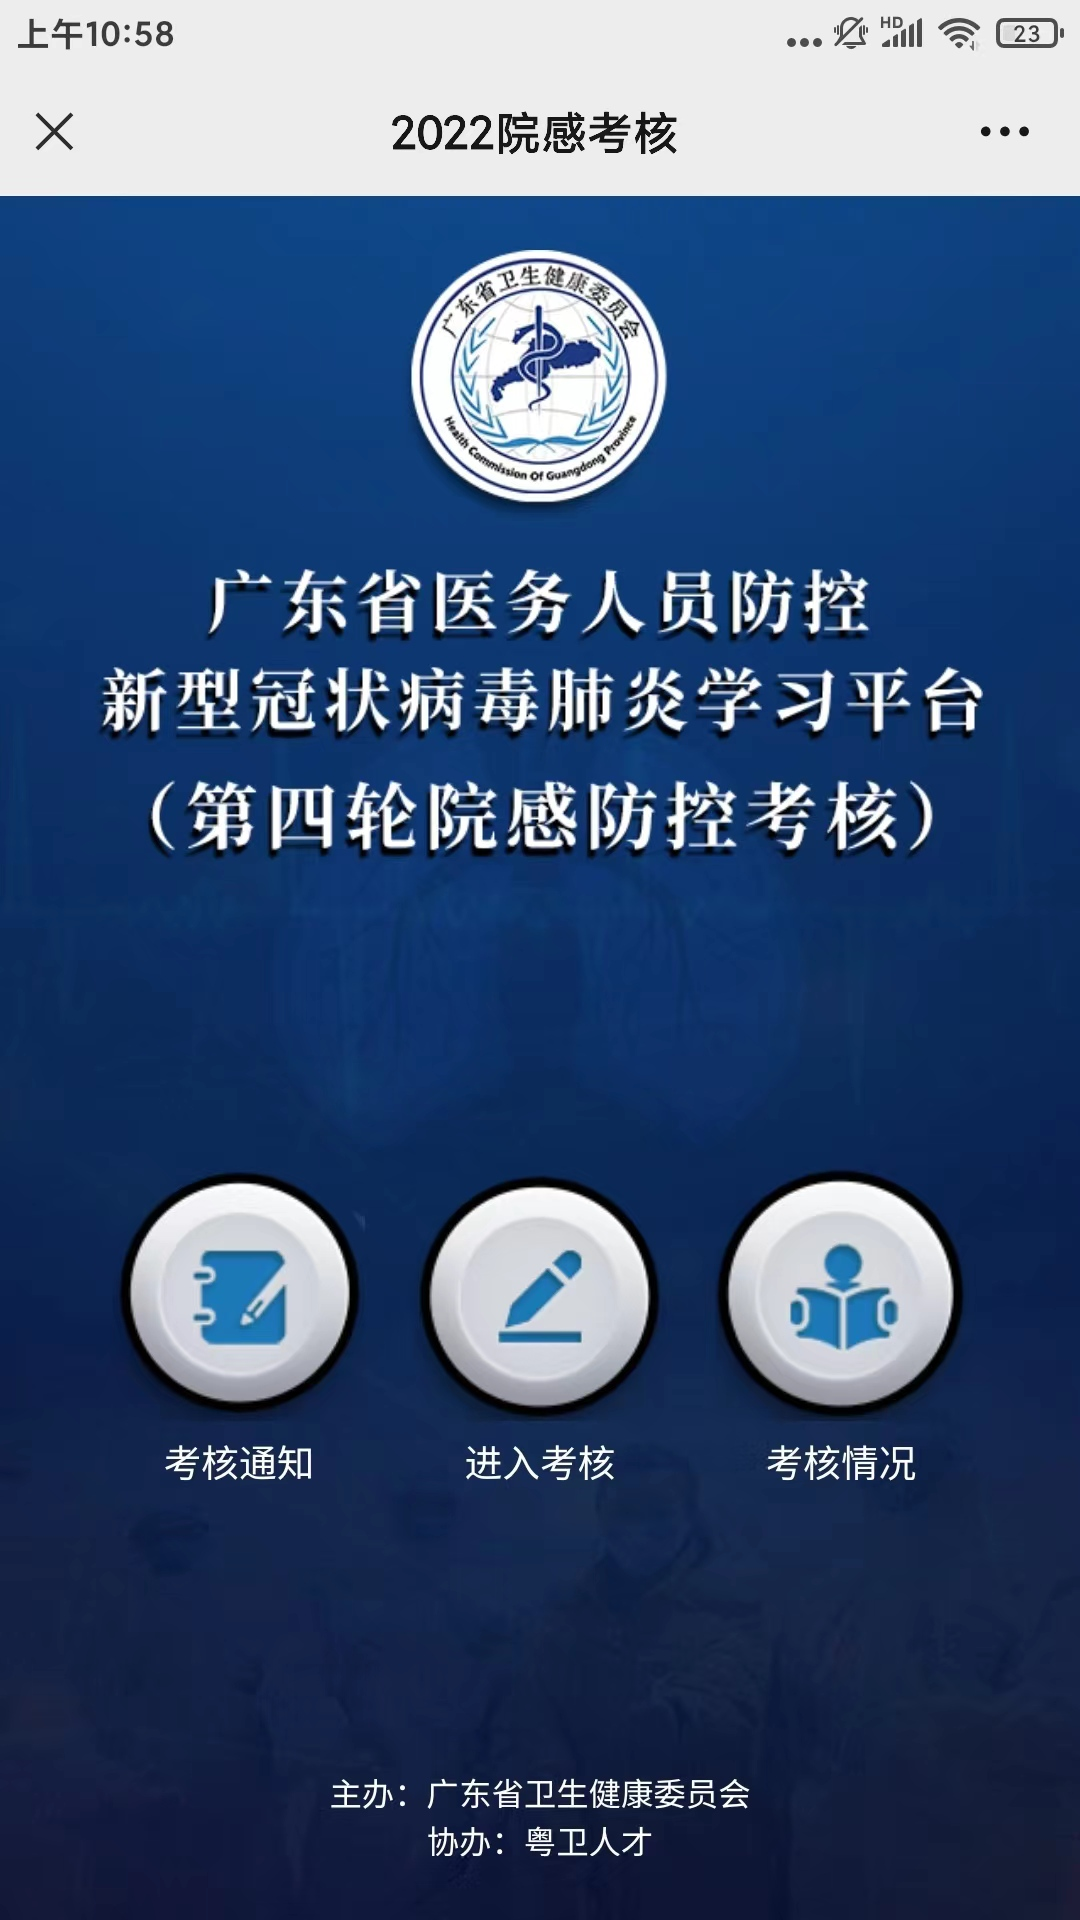 上午10:58
HD
23
2022院感考核
广东省卫生健康委员会
Health Commission Of Guangdong Province
广东省医务人员防控
新型冠状病毒肺炎学习平台
（第四轮院感防控考核）
考核通知 进入考核 考核情况
主办：广东省卫生健康委员会
协办：粤卫人才